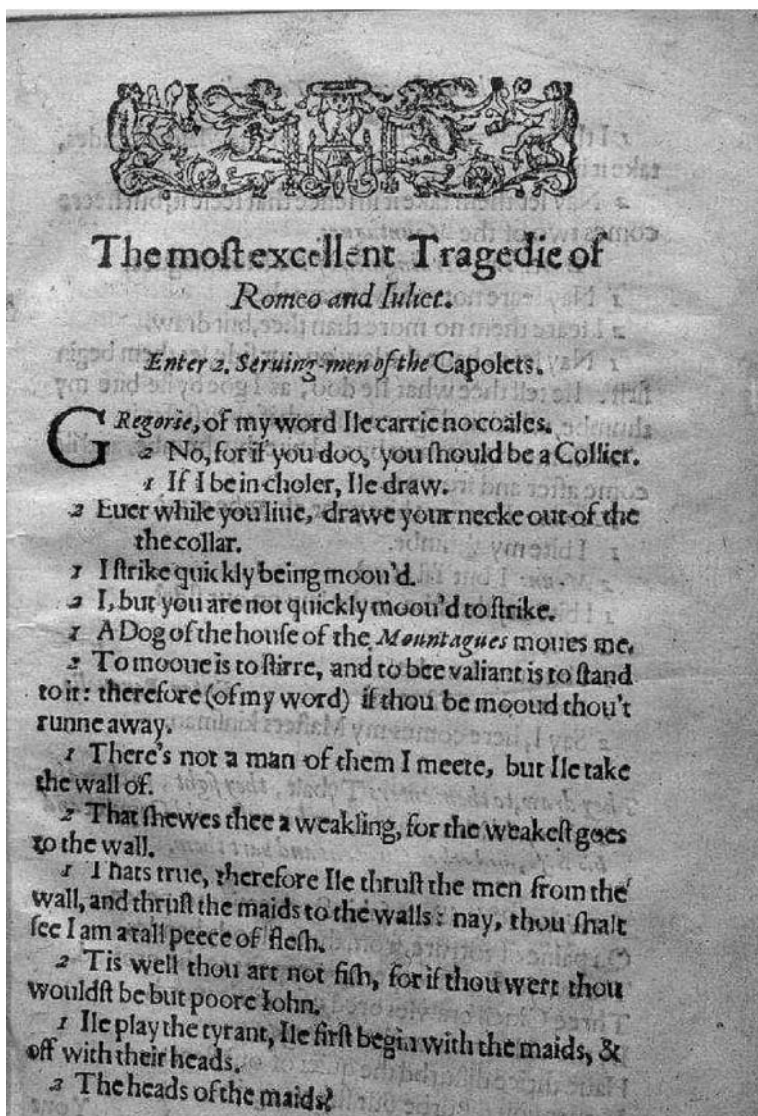 The most excellent Tragedie of
Romeo and Iuliet.
Enter 2. Seruing-men of the Capolets.
GRegorie, of my word Ile carrie no coales.
2 No, for if you doo, you should be a Collier.
1 If I be in choler, Ile draw.
2 Euer while you liue, drawe your necke out of the
the collar.
1 I strike quickly being moou'd.
2 I, but you are not quickly moou'd to strike.
1 A Dog of the house of the Mountagues moues me.
2 To mooue is to stirre, and to bee valiant is to stand
to it: therefore (of my word) if thou be mooud thou't
runne away.
1 There's not a man of them I meete, but Ile take
the wall of.
2 That shewes thee a weakling, for the weakest goes
to the wall.
1 Thats true, therefore Ile thrust the men from the
wall, and thrust the maids to the walls: nay, thou shalt
see I am a tall peece of flesh.
2 Tis well thou art not fish, for if thou wert thou
wouldst be but poore Iohn.
1 Ile play the tyrant, Ile first begin with the maids, &
off with their heads.
2 The heads of the maids?